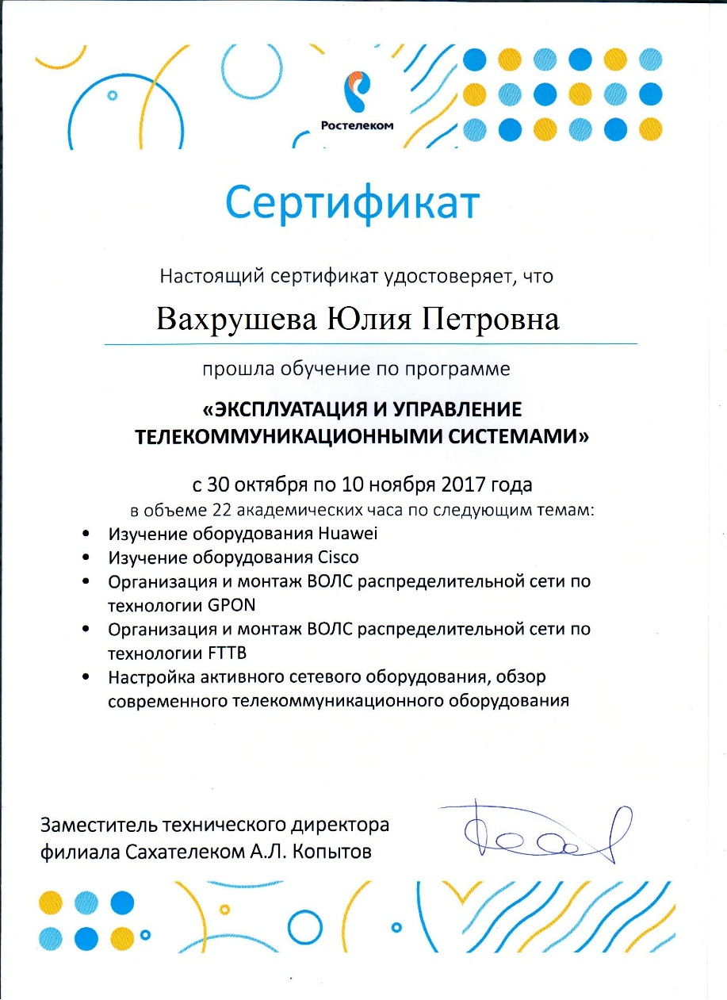 Ростелеком
Сертификат
Настоящий сертификат удостоверяет, что
Вахрушева Юлия Петровна
прошла обучение по программе
«ЭКСПЛУАТАЦИЯ И УПРАВЛЕНИЕ
ТЕЛЕКОММУНИКАЦИОННЫМИ СИСТЕМАМИ»
с 30 октября по 10 ноября 2017 года
в объеме 22 академических часа по следующим темам:
• Изучение оборудования Huawei
• Изучение оборудования Cisco
• Организация и монтаж ВОЛС распределительной сети по
технологии GPON
• Организация и монтаж ВОЛС распределительной сети по
технологии FTTB
• Настройка активного сетевого оборудования, обзор
современного телекоммуникационного оборудования
Заместитель технического директора
филиала Сахателеком А.Л. Копытов